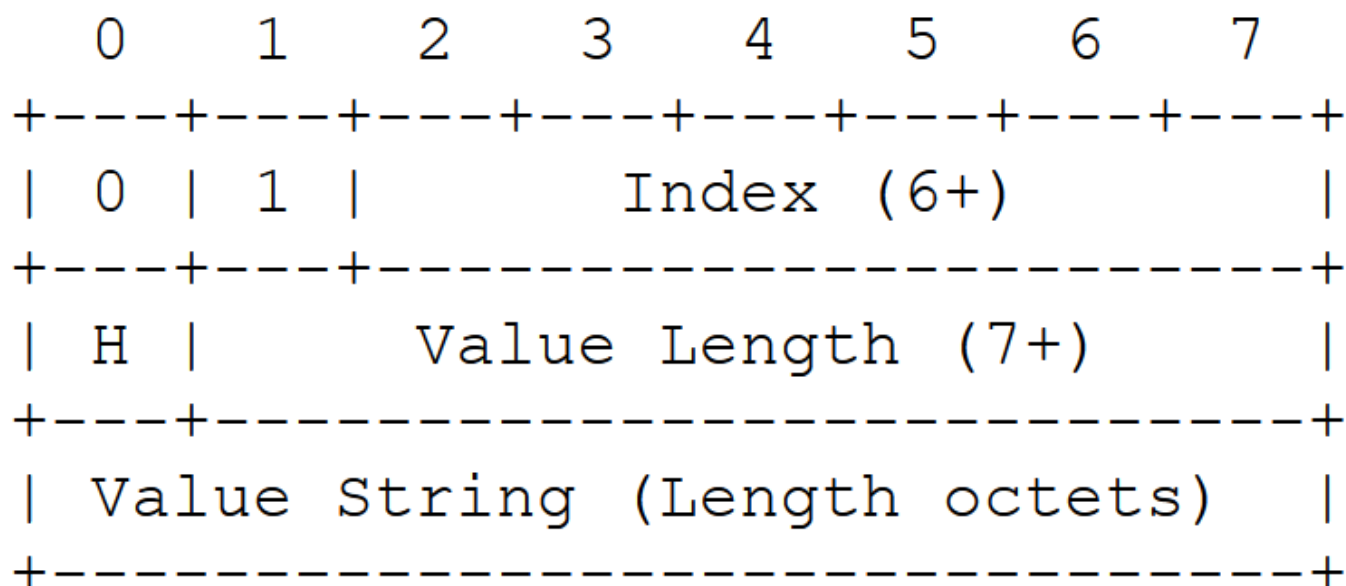 0   1   2   3   4   5   6   7
+---+---+---+---+---+---+---+---+
| 0 | 1 |      Index (6+)       |
+---+---+-----------------------+
| H |     Value Length (7+)     |
+---+---------------------------+
| Value String (Length octets)  |
+-------------------------------+